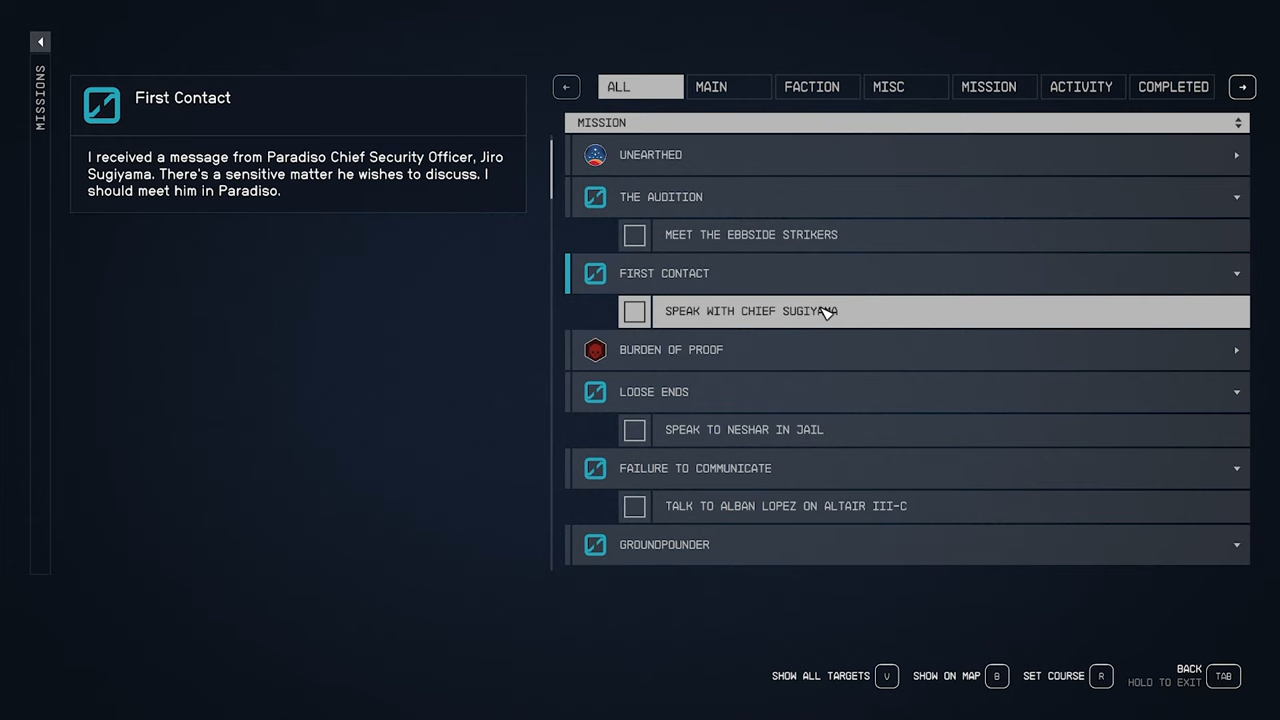 MISSIONS
First Contact
I received a message from Paradiso Chief Security Officer, Jiro
Sugiyama. There's a sensitive matter he wishes to discuss. I
should meet him in Paradiso.
ALL
MAIN
FACTION
MISC
MISSION
ACTIVITY
COMPLETED
MISSION
UNEARTHED
THE AUDITION
MEET THE EBBSIDE STRIKERS
FIRST CONTACT
SPEAK WITH CHIEF SUGIYAMA
BURDEN OF PROOF
LOOSE ENDS
SPEAK TO NESHAR IN JAIL
FAILURE TO COMMUNICATE
TALK TO ALBAN LOPEZ ON ALTAIR III-C
GROUNDPOUNDER
SHOW ALL TARGETS V
SHOW ON MAP B
SET COURSE R
BACK
HOLD TO EXIT
TAB